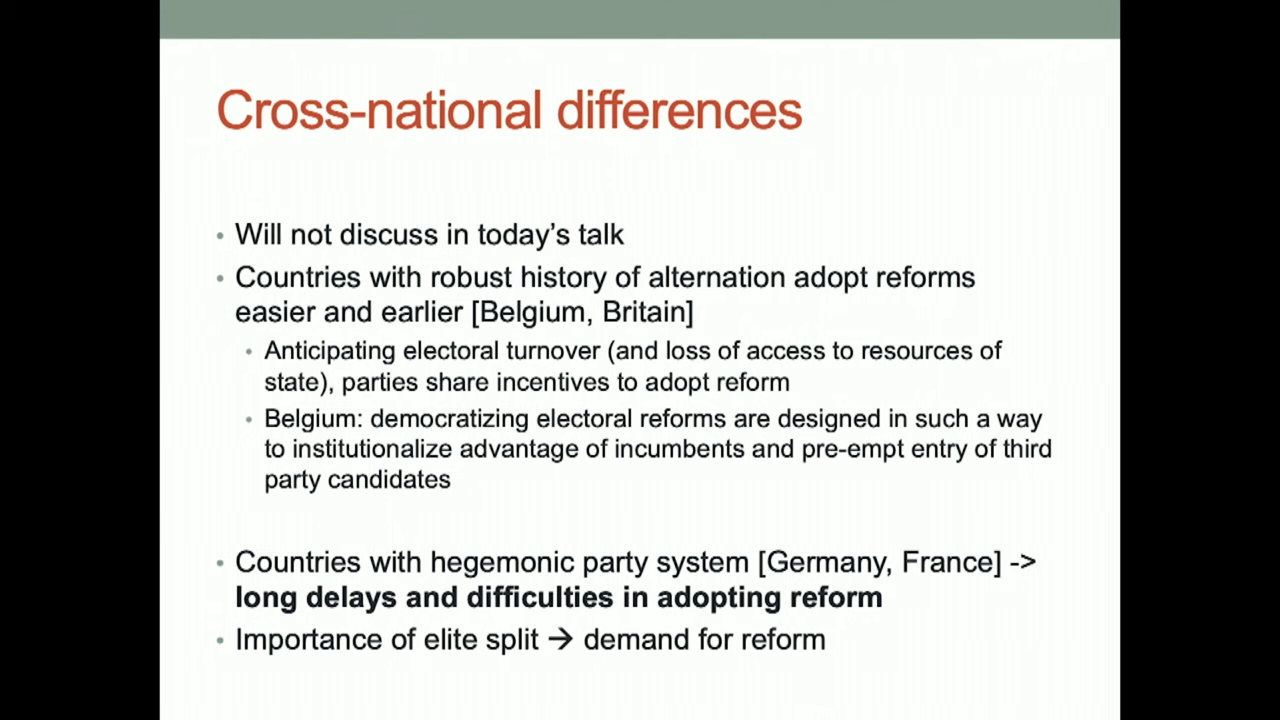 Cross-national differences
• Will not discuss in today’s talk
• Countries with robust history of alternation adopt reforms
easier and earlier [Belgium, Britain]
• Anticipating electoral turnover (and loss of access to resources of
state), parties share incentives to adopt reform
• Belgium: democratizing electoral reforms are designed in such a way
to institutionalize advantage of incumbents and pre-empt entry of third
party candidates
• Countries with hegemonic party system [Germany, France] ->
long delays and difficulties in adopting reform
• Importance of elite split → demand for reform